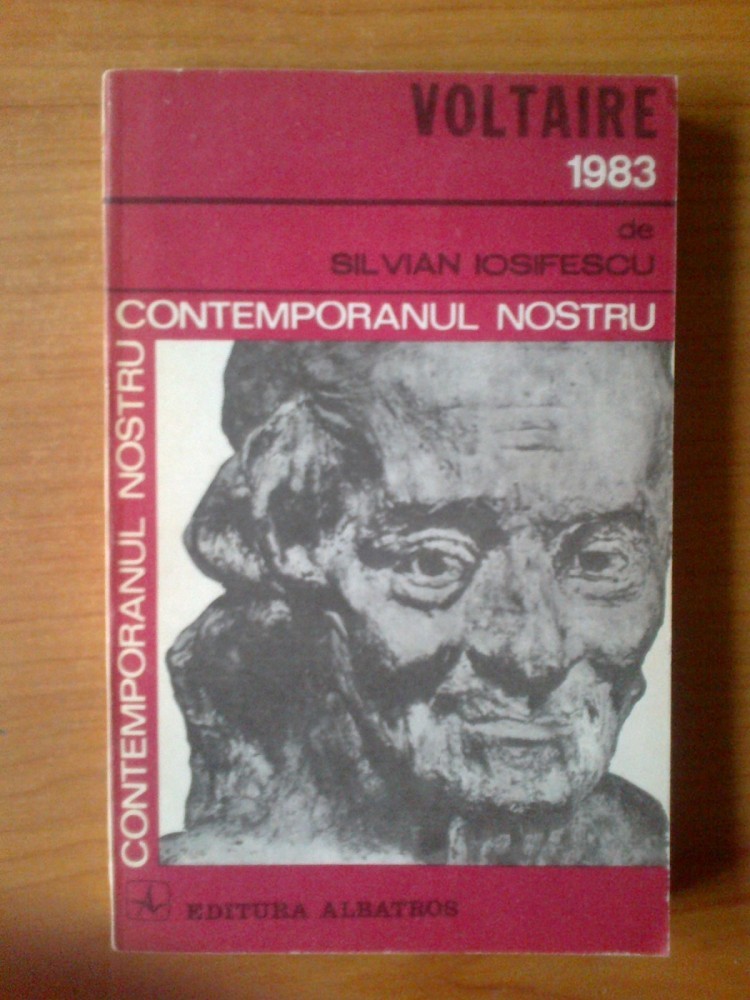 VOLTAIRE
1983
de
SILVIAN IOSIFESCU
CONTEMPORANUL NOSTRU
CONTEMPORANUL NOSTRU
EDITURA ALBATROS